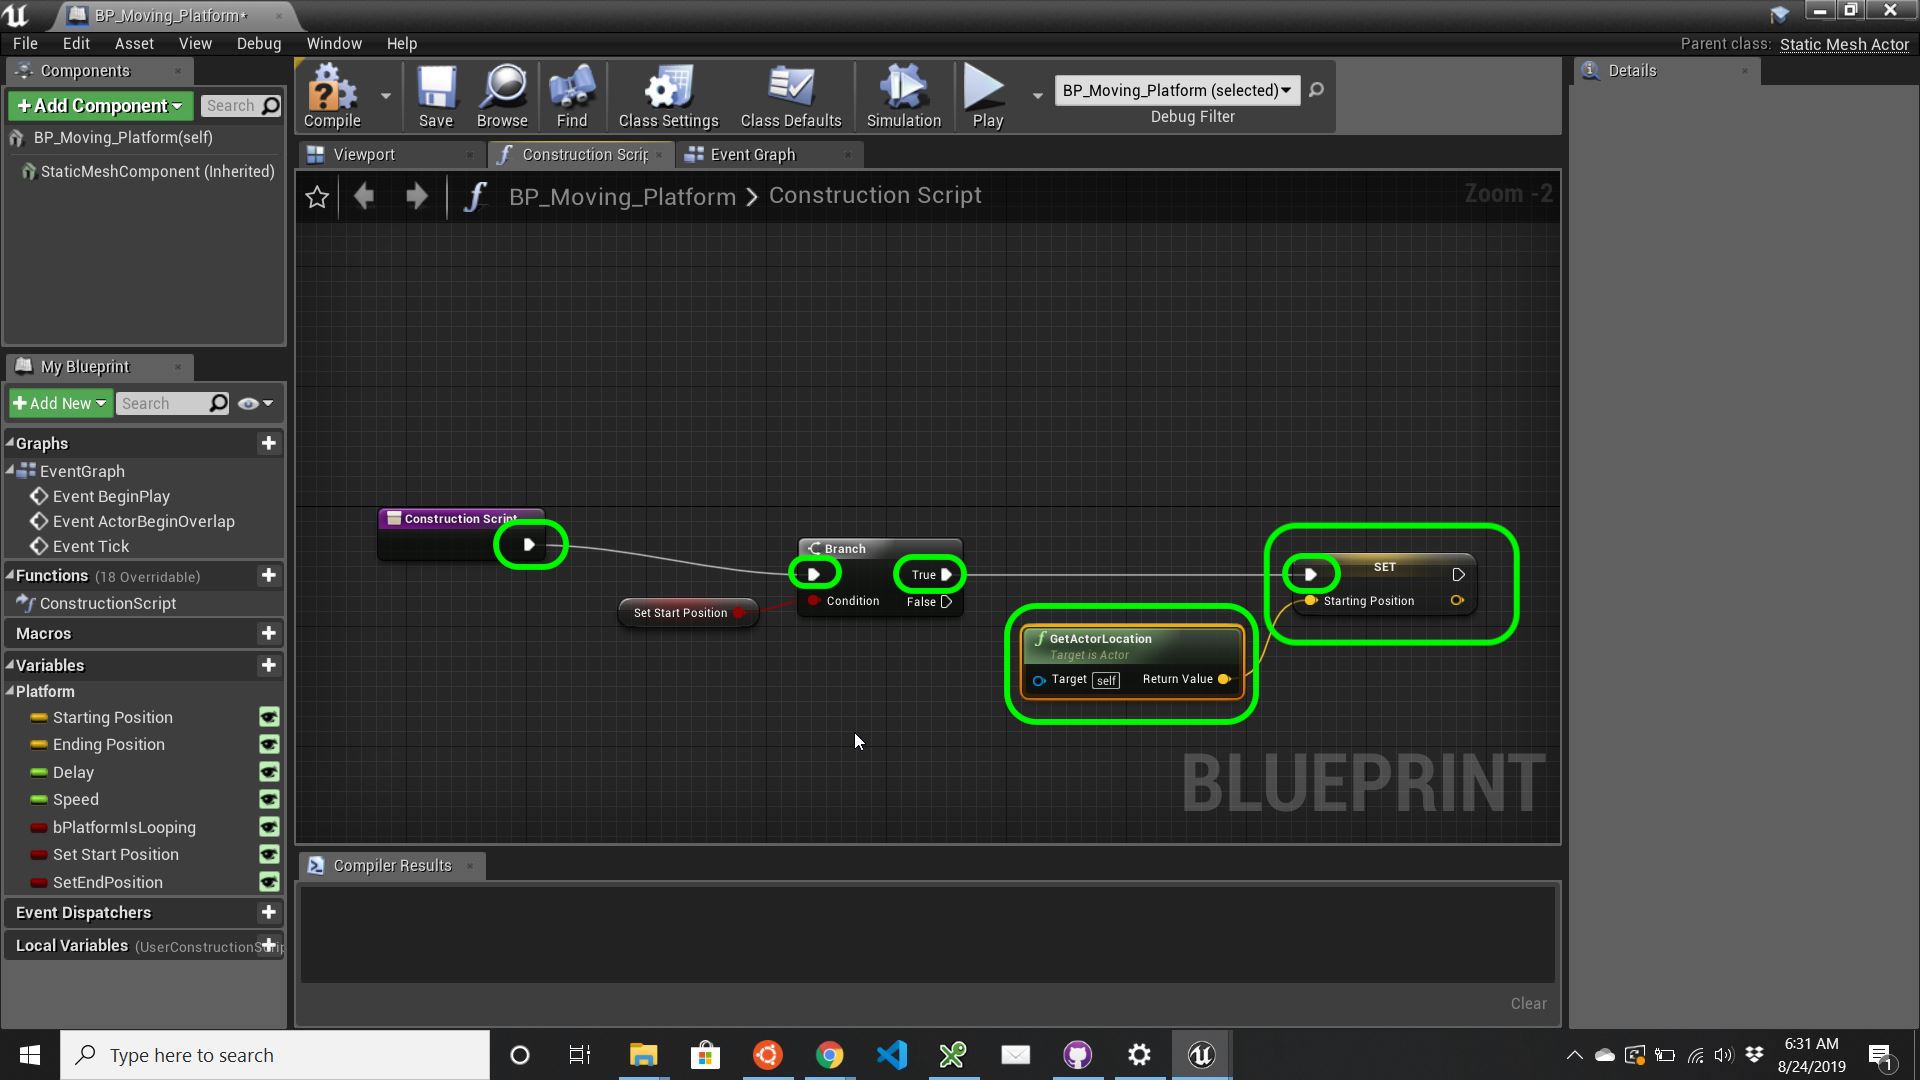 BP_Moving_Platform*
File Edit Asset View Debug Window Help
Parent class: Static Mesh Actor
Components
+Add Component
Search
BP_Moving_Platform(self)
StaticMeshComponent (Inherited)
Compile
Save
Browse
Find
Class Settings
Class Defaults
Simulation
Play
BP_Moving_Platform (selected)
Debug Filter
Details
Viewport
Construction Scrip
Event Graph
BP_Moving_Platform > Construction Script
Zoom -2
My Blueprint
+Add New
Search
Graphs
EventGraph
Event BeginPlay
Event ActorBeginOverlap
Event Tick
Functions (18 Overridable)
ConstructionScript
Macros
Variables
Platform
Starting Position
Ending Position
Delay
Speed
bPlatformIsLooping
Set Start Position
SetEndPosition
Event Dispatchers
Local Variables (UserConstructionScrip
Construction Script
Set Start Position
Branch
True
Condition
False
GetActorLocation
Target is Actor
Target self
Return Value
SET
Starting Position
BLUEPRINT
Compiler Results
Clear
Type here to search
6:31 AM
8/24/2019
1